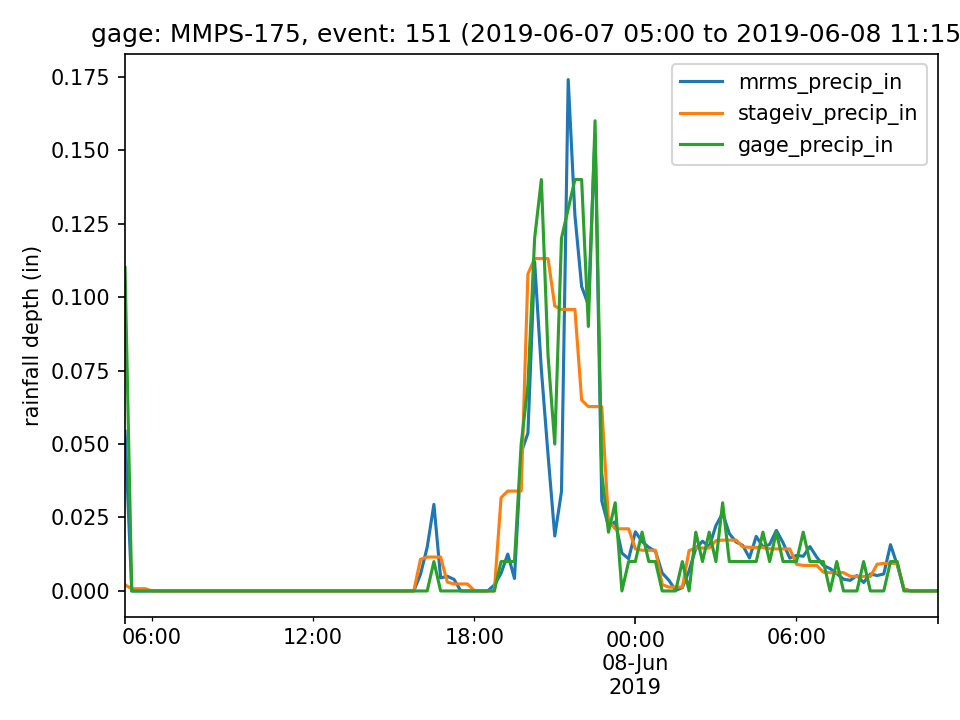 gage: MMPS-175, event: 151 (2019-06-07 05:00 to 2019-06-08 11:15
mrms_precip_in
stageiv_precip_in
gage_precip_in
rainfall depth (in)
0.175
0.150
0.125
0.100
0.075
0.050
0.025
0.000
06:00
12:00
18:00
00:00
08-Jun
2019
06:00